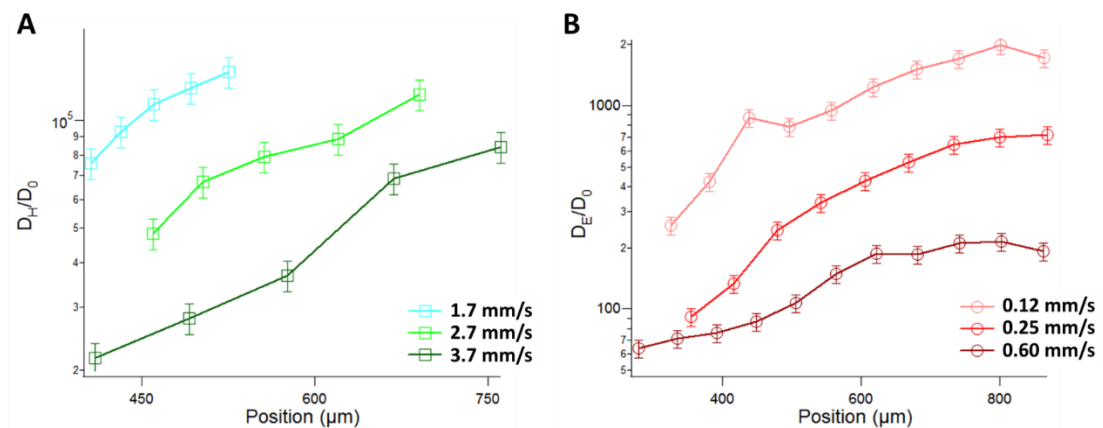 A
D_H/D_0
10^5
8
7
6
5
4
3
2
450
600
750
Position (µm)
1.7 mm/s
2.7 mm/s
3.7 mm/s
B
D_E/D_0
2
1000
7
6
5
4
3
2
100
7
6
5
400
600
800
Position (µm)
0.12 mm/s
0.25 mm/s
0.60 mm/s